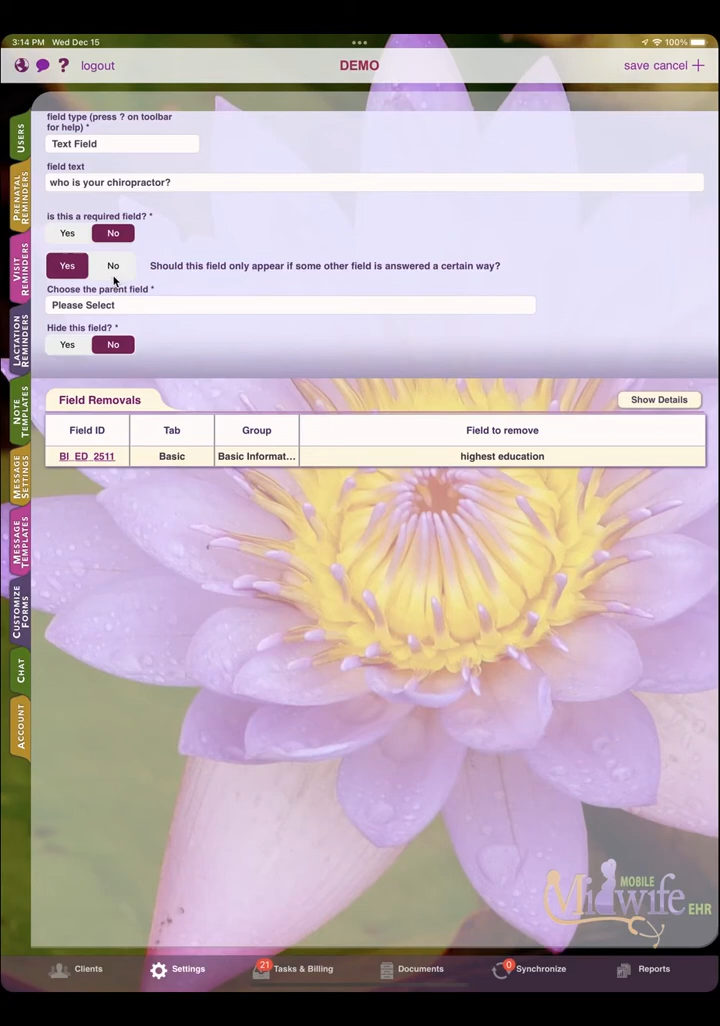 3:14 PM Wed Dec 15
100%
logout
DEMO
save cancel +
field type (press ? on toolbar
for help) *
Text Field
field text
who is your chiropractor?
is this a required field? *
Yes No
Yes No Should this field only appear if some other field is answered a certain way?
Choose the parent field *
Please Select
Hide this field? *
Yes No
Field Removals
Show Details
Field ID Tab Group Field to remove
BI_ED_2511 Basic Basic Informat... highest education
USERS
PRENATAL
REMINDERS
VISIT
REMINDERS
LACTATION
REMINDERS
NOTE
TEMPLATES
MESSAGE
SETTINGS
MESSAGE
TEMPLATES
CUSTOMIZE
FORMS
CHAT
ACCOUNT
MOBILE
Midwife EHR
Clients Settings 21 Tasks & Billing Documents 0 Synchronize Reports